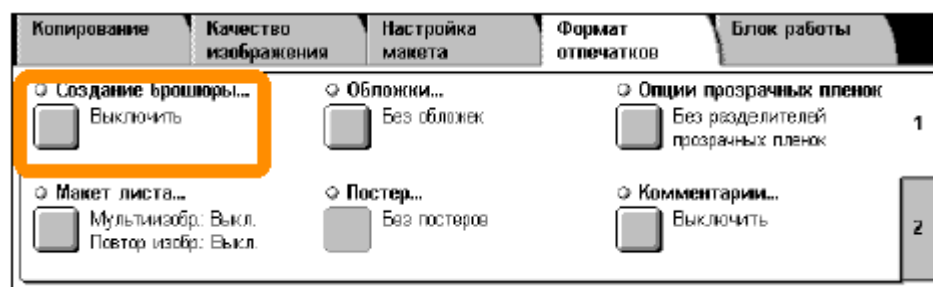 Копирование
Качество
изображения
Настройка
макета
Формат
отпечатков
Блок работы
Создание брошюры...
Выключить
Обложки...
Без обложек
Опции прозрачных пленок
Без разделителей
прозрачных пленок
1
Макет листа...
Мультиизобр.: Выкл.
Повтор изобр.: Выкл.
Постер...
Без постеров
Комментарии...
Выключить
2